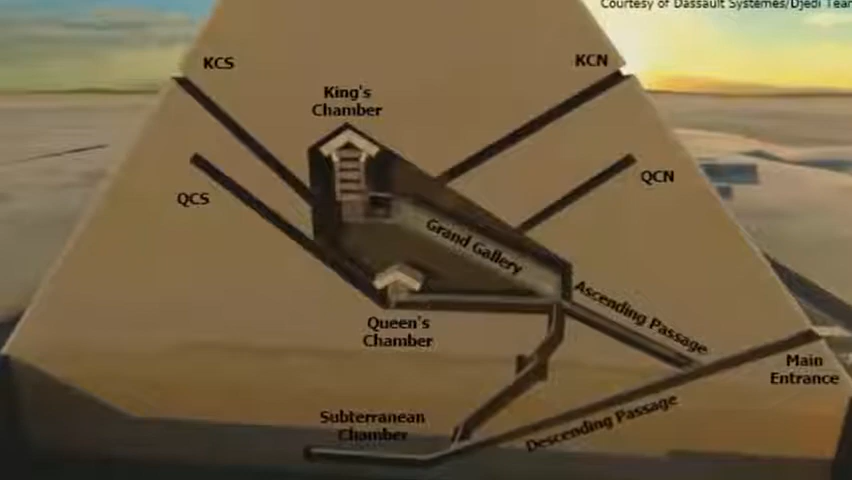 Courtesy of Dassault Systemes/Djedi Tear
KCS
KCN
King's
Chamber
QCS
QCN
Grand Gallery
Ascending Passage
Queen's
Chamber
Main
Entrance
Subterranean
Chamber
Descending Passage